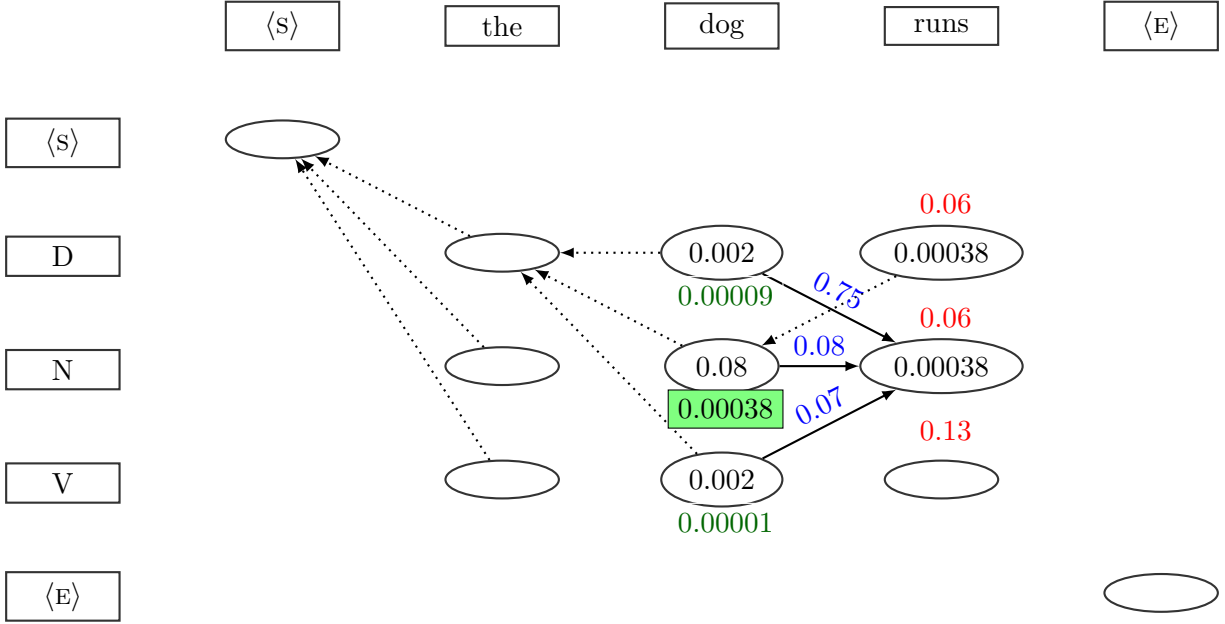 ⟨S⟩ the dog runs ⟨E⟩
⟨S⟩
0.06
D 0.002 0.00038
0.00009 0.75
0.06
N 0.08 0.08 0.00038
0.00038 0.07
0.13
V 0.002
0.00001
⟨E⟩